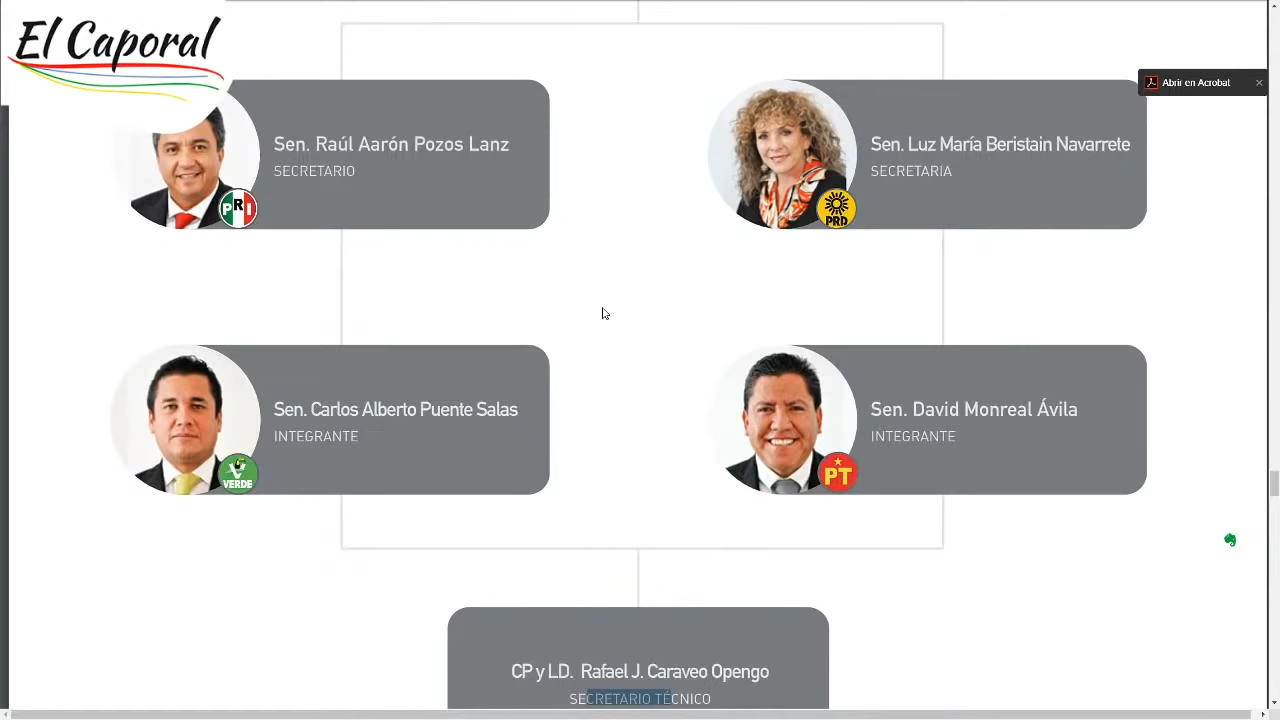 El Caporal
Abrir en Acrobat
Sen. Raúl Aarón Pozos Lanz
SECRETARIO
PRI
Sen. Luz María Beristain Navarrete
SECRETARIA
PRD
Sen. Carlos Alberto Puente Salas
INTEGRANTE
VERDE
Sen. David Monreal Ávila
INTEGRANTE
PT
CP y LD. Rafael J. Caraveo Opengo
SECRETARIO TÉCNICO